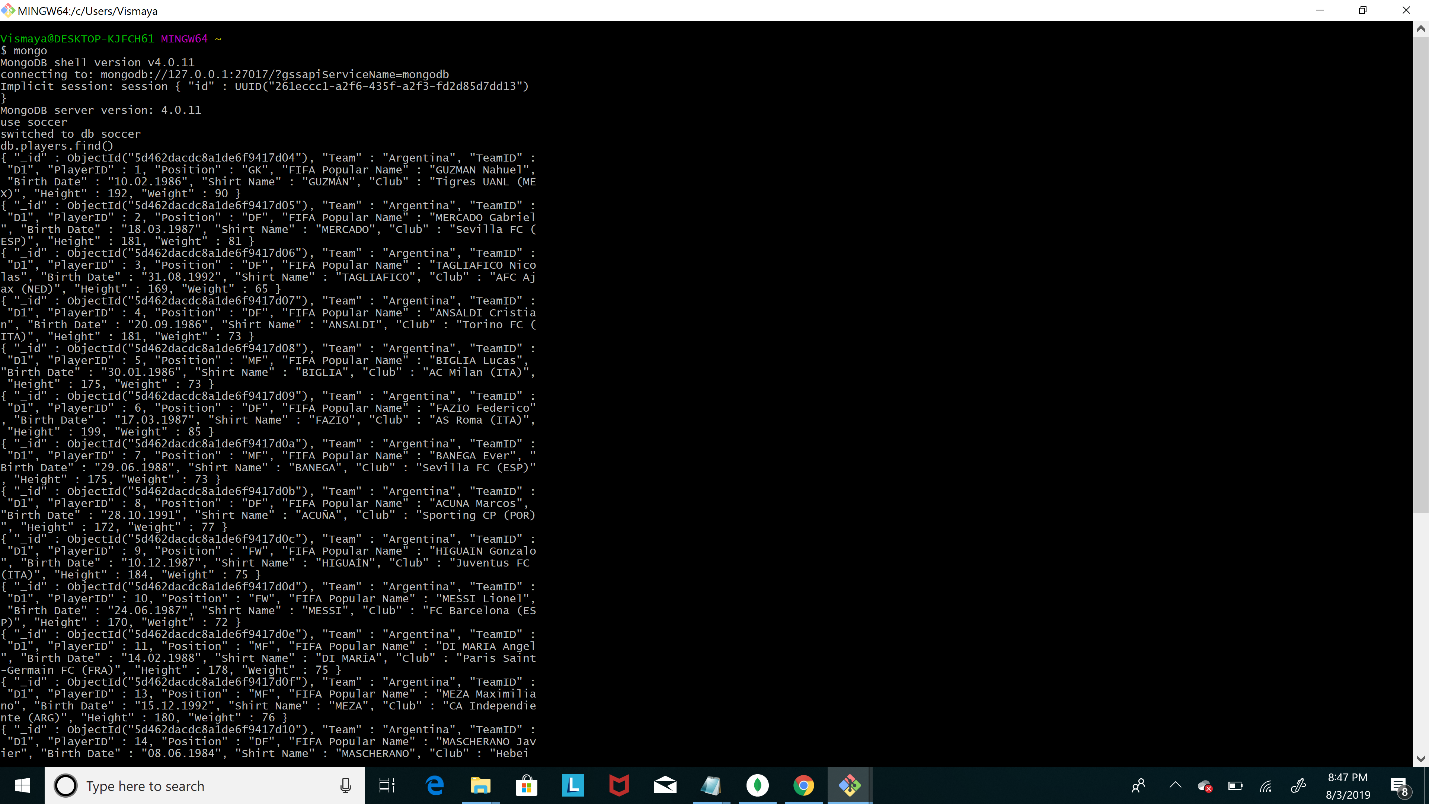 MINGW64:/c/Users/Vismaya
Vismaya@DESKTOP-KJFCH61 MINGW64 ~
$ mongo
MongoDB shell version v4.0.11
connecting to: mongodb://127.0.0.1:27017/?gssapiServiceName=mongodb
Implicit session: session { "id" : UUID("261eccc1-a2f6-435f-a2f3-fd2d85d7dd13")
}
MongoDB server version: 4.0.11
use soccer
switched to db soccer
db.players.find()
{ "_id" : ObjectId("5d462dacdc8a1de6f9417d04"), "Team" : "Argentina", "TeamID" :
"D1", "PlayerID" : 1, "Position" : "GK", "FIFA Popular Name" : "GUZMAN Nahuel",
"Birth Date" : "10.02.1986", "Shirt Name" : "GUZMÁN", "Club" : "Tigres UANL (ME
X)", "Height" : 192, "Weight" : 90 }
{ "_id" : ObjectId("5d462dacdc8a1de6f9417d05"), "Team" : "Argentina", "TeamID" :
"D1", "PlayerID" : 2, "Position" : "DF", "FIFA Popular Name" : "MERCADO Gabriel
", "Birth Date" : "18.03.1987", "Shirt Name" : "MERCADO", "Club" : "Sevilla FC (
ESP)", "Height" : 181, "Weight" : 81 }
{ "_id" : ObjectId("5d462dacdc8a1de6f9417d06"), "Team" : "Argentina", "TeamID" :
"D1", "PlayerID" : 3, "Position" : "DF", "FIFA Popular Name" : "TAGLIAFICO Nico
las", "Birth Date" : "31.08.1992", "Shirt Name" : "TAGLIAFICO", "Club" : "AFC Aj
ax (NED)", "Height" : 169, "Weight" : 65 }
{ "_id" : ObjectId("5d462dacdc8a1de6f9417d07"), "Team" : "Argentina", "TeamID" :
"D1", "PlayerID" : 4, "Position" : "DF", "FIFA Popular Name" : "ANSALDI Cristia
n", "Birth Date" : "20.09.1986", "Shirt Name" : "ANSALDI", "Club" : "Torino FC (
ITA)", "Height" : 181, "Weight" : 73 }
{ "_id" : ObjectId("5d462dacdc8a1de6f9417d08"), "Team" : "Argentina", "TeamID" :
"D1", "PlayerID" : 5, "Position" : "MF", "FIFA Popular Name" : "BIGLIA Lucas",
"Birth Date" : "30.01.1986", "Shirt Name" : "BIGLIA", "Club" : "AC Milan (ITA)",
"Height" : 175, "Weight" : 73 }
{ "_id" : ObjectId("5d462dacdc8a1de6f9417d09"), "Team" : "Argentina", "TeamID" :
"D1", "PlayerID" : 6, "Position" : "DF", "FIFA Popular Name" : "FAZIO Federico"
, "Birth Date" : "17.03.1987", "Shirt Name" : "FAZIO", "Club" : "AS Roma (ITA)",
"Height" : 199, "Weight" : 85 }
{ "_id" : ObjectId("5d462dacdc8a1de6f9417d0a"), "Team" : "Argentina", "TeamID" :
"D1", "PlayerID" : 7, "Position" : "MF", "FIFA Popular Name" : "BANEGA Ever", "
Birth Date" : "29.06.1988", "Shirt Name" : "BANEGA", "Club" : "Sevilla FC (ESP)"
, "Height" : 175, "Weight" : 73 }
{ "_id" : ObjectId("5d462dacdc8a1de6f9417d0b"), "Team" : "Argentina", "TeamID" :
"D1", "PlayerID" : 8, "Position" : "DF", "FIFA Popular Name" : "ACUNA Marcos",
"Birth Date" : "28.10.1991", "Shirt Name" : "ACUÑA", "Club" : "Sporting CP (POR)
", "Height" : 172, "Weight" : 77 }
{ "_id" : ObjectId("5d462dacdc8a1de6f9417d0c"), "Team" : "Argentina", "TeamID" :
"D1", "PlayerID" : 9, "Position" : "FW", "FIFA Popular Name" : "HIGUAIN Gonzalo
", "Birth Date" : "10.12.1987", "Shirt Name" : "HIGUAÍN", "Club" : "Juventus FC
(ITA)", "Height" : 184, "Weight" : 75 }
{ "_id" : ObjectId("5d462dacdc8a1de6f9417d0d"), "Team" : "Argentina", "TeamID" :
"D1", "PlayerID" : 10, "Position" : "FW", "FIFA Popular Name" : "MESSI Lionel",
"Birth Date" : "24.06.1987", "Shirt Name" : "MESSI", "Club" : "FC Barcelona (ES
P)", "Height" : 170, "Weight" : 72 }
{ "_id" : ObjectId("5d462dacdc8a1de6f9417d0e"), "Team" : "Argentina", "TeamID" :
"D1", "PlayerID" : 11, "Position" : "MF", "FIFA Popular Name" : "DI MARIA Angel
", "Birth Date" : "14.02.1988", "Shirt Name" : "DI MARÍA", "Club" : "Paris Saint
-Germain FC (FRA)", "Height" : 178, "Weight" : 75 }
{ "_id" : ObjectId("5d462dacdc8a1de6f9417d0f"), "Team" : "Argentina", "TeamID" :
"D1", "PlayerID" : 13, "Position" : "MF", "FIFA Popular Name" : "MEZA Maximilia
no", "Birth Date" : "15.12.1992", "Shirt Name" : "MEZA", "Club" : "CA Independie
nte (ARG)", "Height" : 180, "Weight" : 76 }
{ "_id" : ObjectId("5d462dacdc8a1de6f9417d10"), "Team" : "Argentina", "TeamID" :
"D1", "PlayerID" : 14, "Position" : "DF", "FIFA Popular Name" : "MASCHERANO Jav
ier", "Birth Date" : "08.06.1984", "Shirt Name" : "MASCHERANO", "Club" : "Hebei
Type here to search
L
8:47 PM
8/3/2019
8